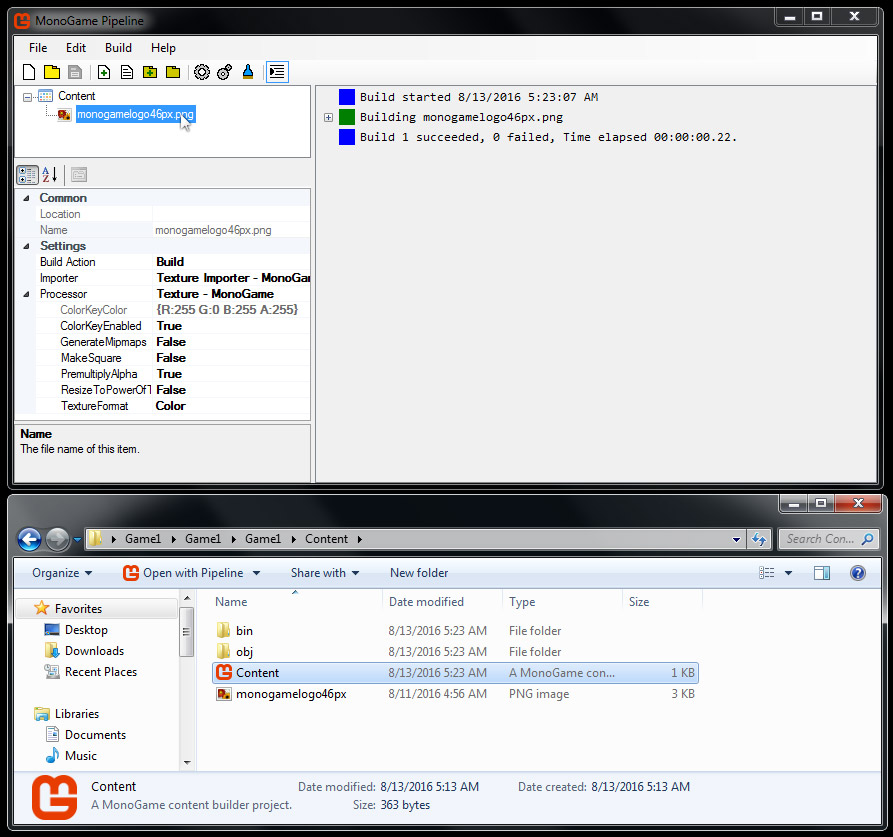 MonoGame Pipeline
File Edit Build Help
Content
monogamelogo46px.png
Build started 8/13/2016 5:23:07 AM
Building monogamelogo46px.png
Build 1 succeeded, 0 failed, Time elapsed 00:00:00.22.
Common
Location
Name monogamelogo46px.png
Settings
Build Action Build
Importer Texture Importer - MonoGa
Processor Texture - MonoGame
ColorKeyColor {R:255 G:0 B:255 A:255}
ColorKeyEnabled True
GenerateMipmaps False
MakeSquare False
PremultiplyAlpha True
ResizeToPowerOfT False
TextureFormat Color
Name
The file name of this item.
Game1 Game1 Game1 Content
Search Con...
Organize Open with Pipeline Share with New folder
Favorites
Desktop
Downloads
Recent Places
Libraries
Documents
Music
Name Date modified Type Size
bin 8/13/2016 5:23 AM File folder
obj 8/13/2016 5:23 AM File folder
Content 8/13/2016 5:23 AM A MonoGame con... 1 KB
monogamelogo46px 8/11/2016 4:56 AM PNG image 3 KB
Content Date modified: 8/13/2016 5:13 AM Date created: 8/13/2016 5:13 AM
A MonoGame content builder project. Size: 363 bytes